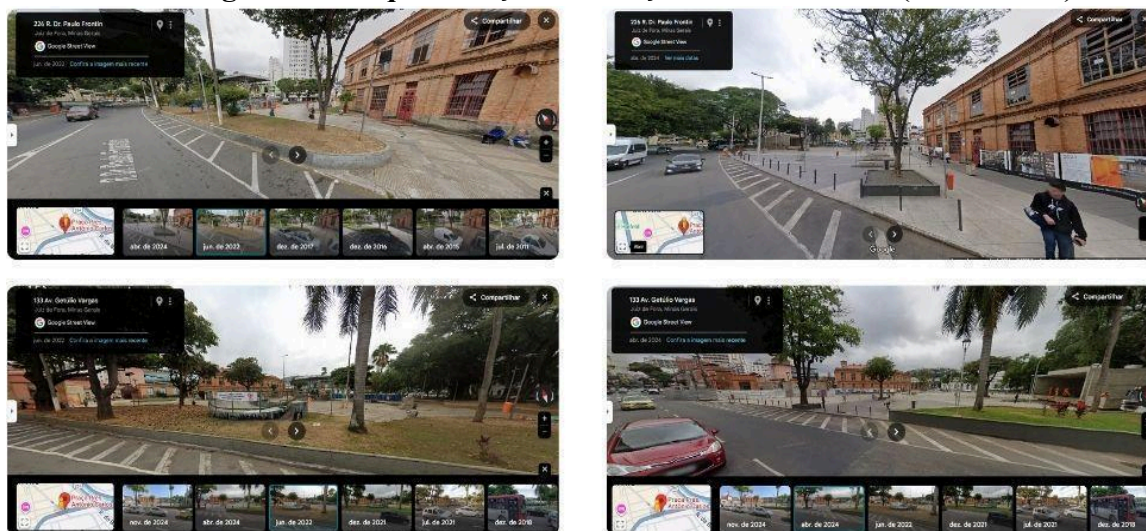 226 R. Dr. Paulo Frontin
Juiz de Fora, Minas Gerais
Google Street View
jun. de 2022 Confira a imagem mais recente
Compartilhar
abr. de 2024
jun. de 2022
dez. de 2017
dez. de 2016
abr. de 2015
jul. de 2011
226 R. Dr. Paulo Frontin
Juiz de Fora, Minas Gerais
Google Street View
abr. de 2024 Ver mais datas
Compartilhar
Google
133 Av. Getúlio Vargas
Juiz de Fora, Minas Gerais
Google Street View
jun. de 2022 Confira a imagem mais recente
Compartilhar
nov. de 2024
abr. de 2024
jun. de 2022
dez. de 2021
jul. de 2021
dez. de 2018
133 Av. Getúlio Vargas
Juiz de Fora, Minas Gerais
Google Street View
abr. de 2024 Confira a imagem mais recente
Compartilhar
nov. de 2024
abr. de 2024
jun. de 2022
dez. de 2021
jul. de 2021